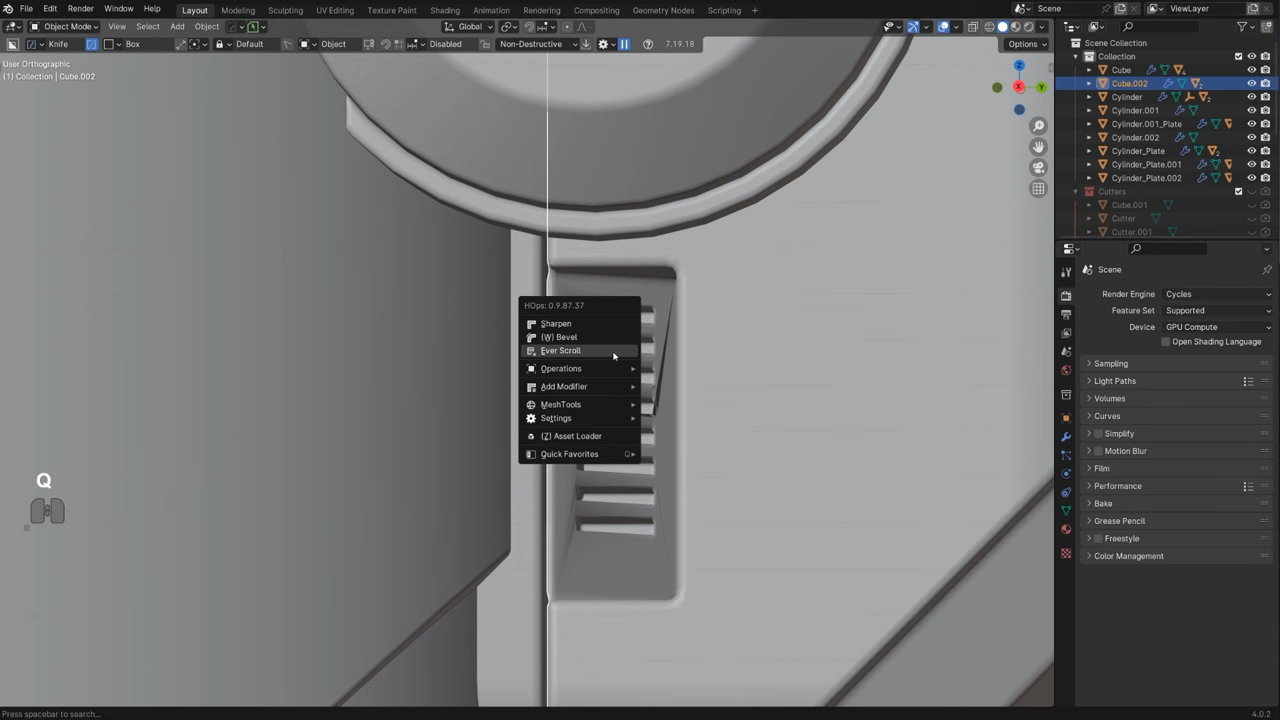 File Edit Render Window Help Layout Modeling Sculpting UV Editing Texture Paint Shading Animation Rendering Compositing Geometry Nodes Scripting + Scene ViewLayer
Object Mode View Select Add Object Global
Knife Box Default Object Disabled Non-Destructive 7.19.18 Options
User Orthographic
(1) Collection | Cube.002
Z
X
Y
Scene Collection
Collection
Cube
Cube.002
Cylinder
Cylinder.001
Cylinder.001_Plate
Cylinder.002
Cylinder_Plate
Cylinder_Plate.001
Cylinder_Plate.002
Cutters
Cube.001
Cutter
Cutter.001
Scene
Render Engine Cycles
Feature Set Supported
Device GPU Compute
Open Shading Language
Sampling
Light Paths
Volumes
Curves
Simplify
Motion Blur
Film
Performance
Bake
Grease Pencil
Freestyle
Color Management
HOps: 0.9.87.37
Sharpen
(W) Bevel
Ever Scroll
Operations
Add Modifier
MeshTools
Settings
(Z) Asset Loader
Quick Favorites Q
Q
Press spacebar to search...
4.0.2